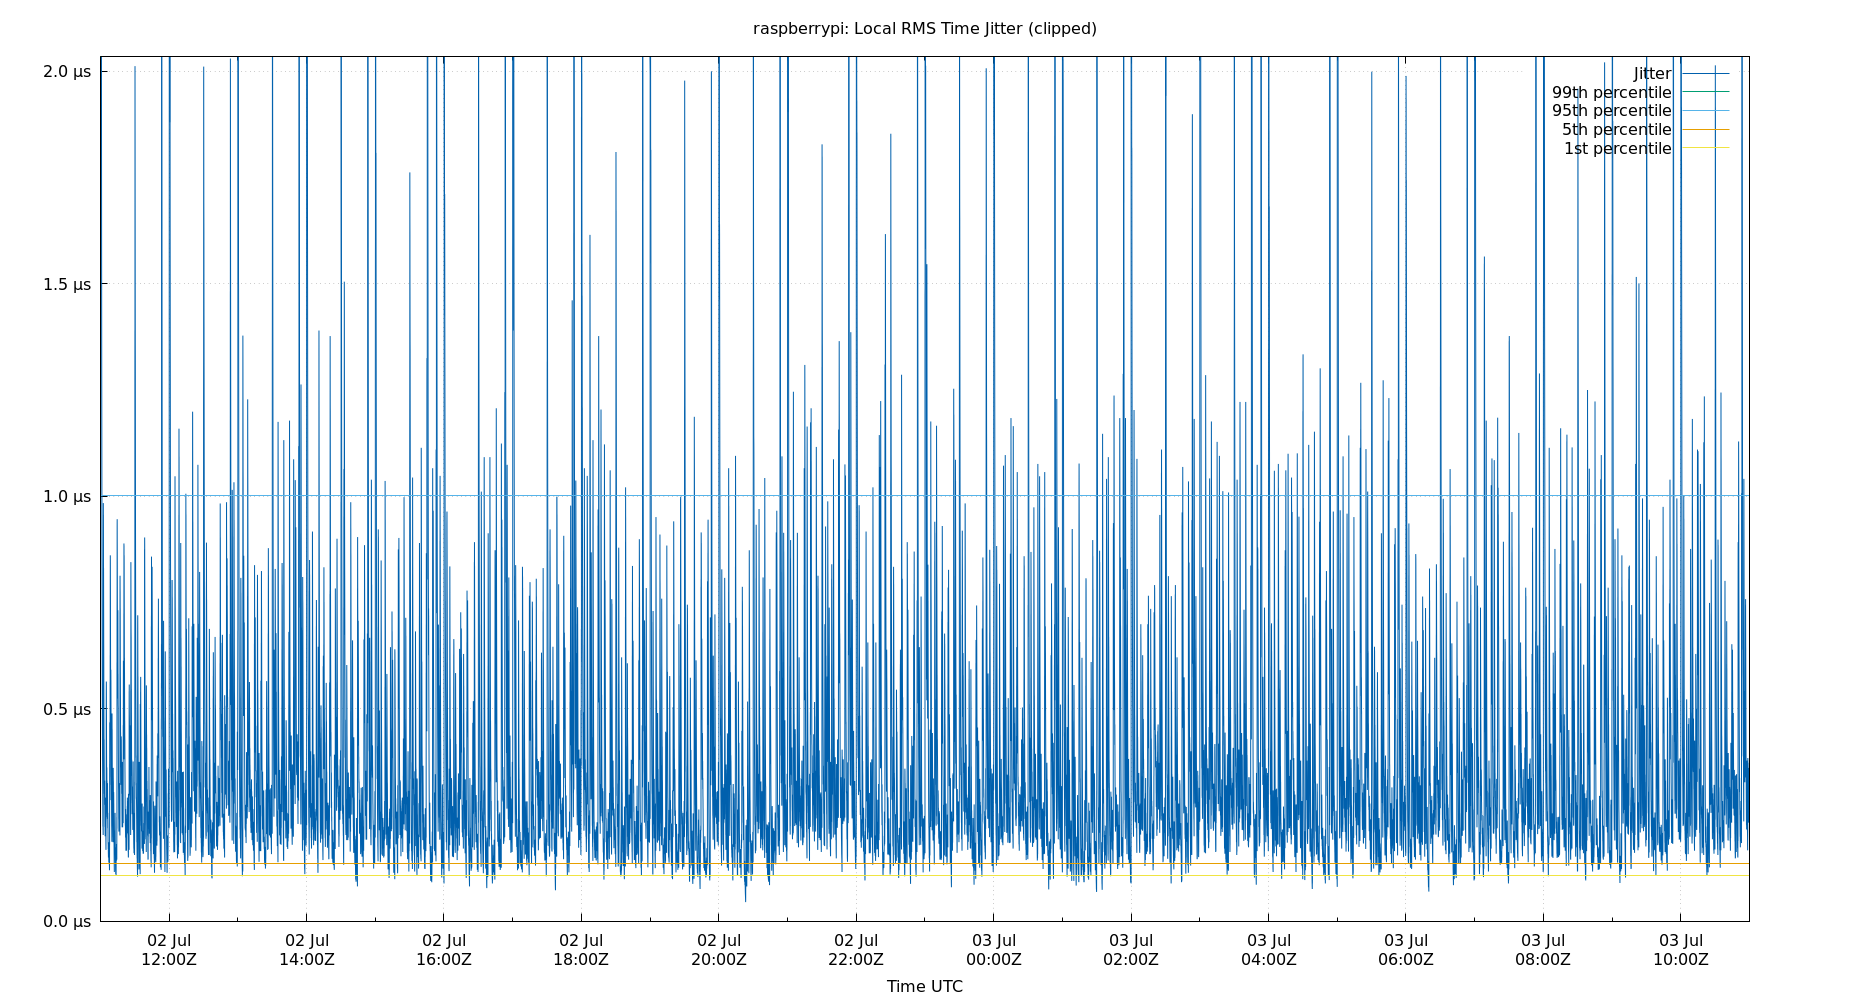 raspberrypi: Local RMS Time Jitter (clipped)
2.0 µs
1.5 µs
1.0 µs
0.5 µs
0.0 µs
Jitter
99th percentile
95th percentile
5th percentile
1st percentile
02 Jul 02 Jul 02 Jul 02 Jul 02 Jul 02 Jul 03 Jul 03 Jul 03 Jul 03 Jul 03 Jul 03 Jul
12:00Z 14:00Z 16:00Z 18:00Z 20:00Z 22:00Z 00:00Z 02:00Z 04:00Z 06:00Z 08:00Z 10:00Z
Time UTC